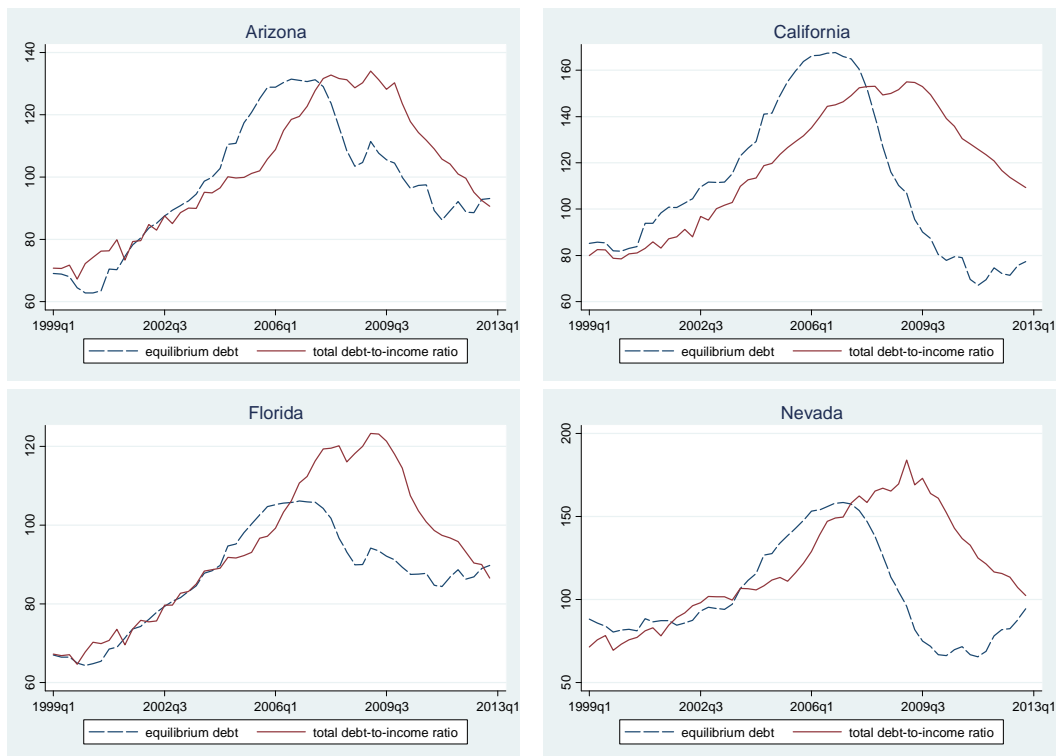 Arizona
140
120
100
80
60
1999q1 2002q3 2006q1 2009q3 2013q1
equilibrium debt total debt-to-income ratio
California
160
140
120
100
80
60
1999q1 2002q3 2006q1 2009q3 2013q1
equilibrium debt total debt-to-income ratio
Florida
120
100
80
60
1999q1 2002q3 2006q1 2009q3 2013q1
equilibrium debt total debt-to-income ratio
Nevada
200
150
100
50
1999q1 2002q3 2006q1 2009q3 2013q1
equilibrium debt total debt-to-income ratio